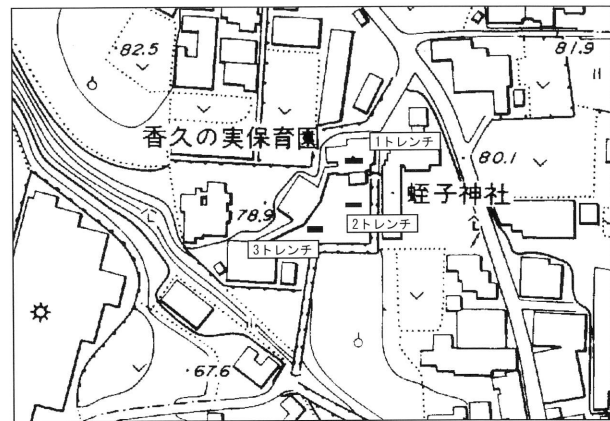 82.5
81.9
香久の実保育園
1トレンチ
80.1
蛭子神社
78.9
2トレンチ
3トレンチ
67.6